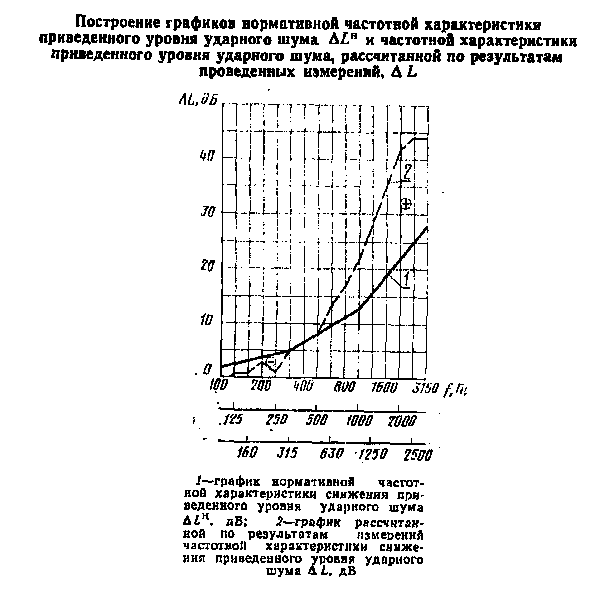 Построение графиков нормативной частотной характеристики
приведенного уровня ударного шума ΔLн и частотной характеристики
приведенного уровня ударного шума, рассчитанной по результатам
проведенных измерений, Δ L
ΔL, дБ
40
30
20
10
0
2
1
100 200 400 800 1600 3150 f, Гц
125 250 500 1000 2000
160 315 630 1250 2500
1—график нормативной частот-
ной характеристики снижения при-
веденного уровня ударного шума
ΔLн, дБ; 2—график рассчитан-
ной по результатам измерений
частотной характеристики сниже-
ния приведенного уровня ударного
шума Δ L, дВ